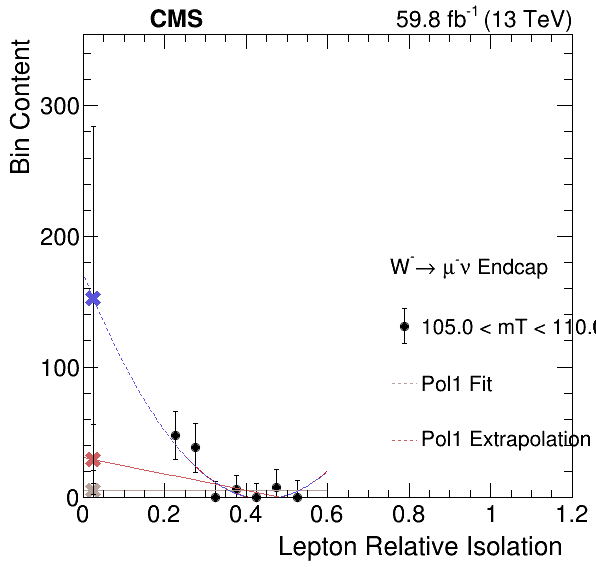 CMS
59.8 fb-1 (13 TeV)
Bin Content
300
200
100
0
W- → μ-ν Endcap
105.0 < mT < 110.0
Pol1 Fit
Pol1 Extrapolation
0 0.2 0.4 0.6 0.8 1 1.2
Lepton Relative Isolation